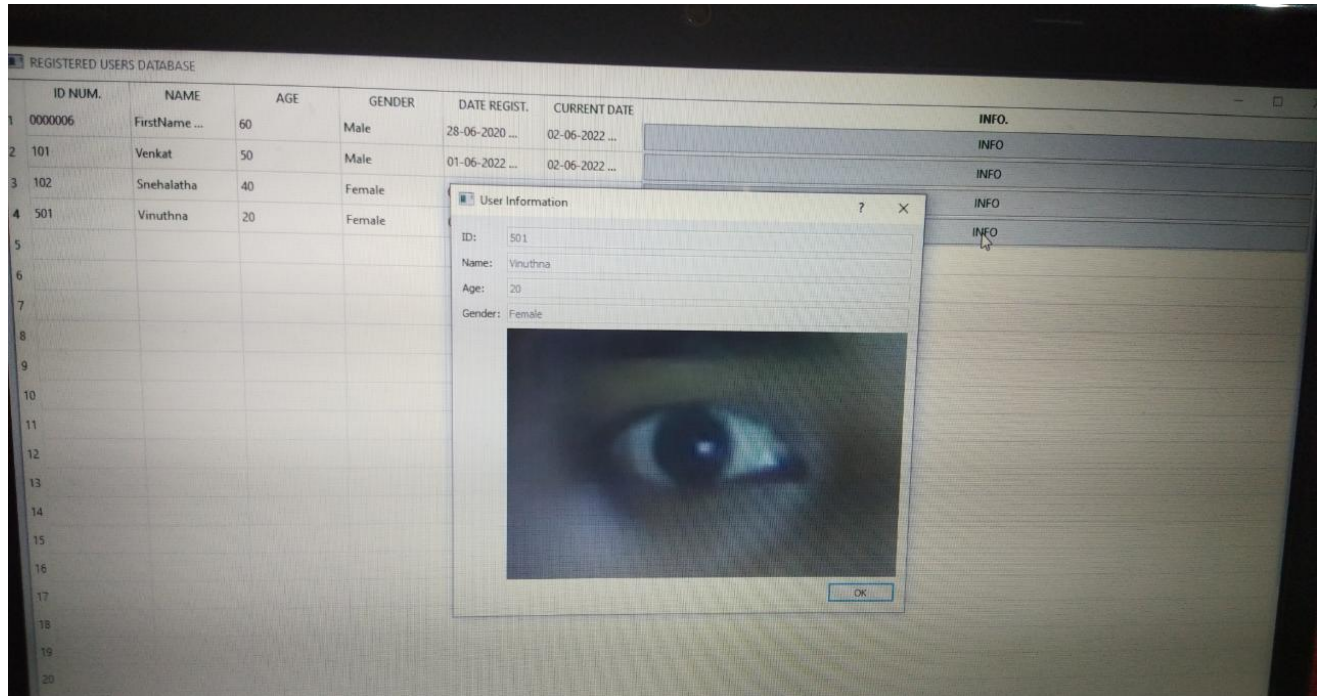 REGISTERED USERS DATABASE
ID NUM. NAME AGE GENDER DATE REGIST. CURRENT DATE INFO.
1 0000006 FirstName ... 60 Male 28-06-2020 ... 02-06-2022 ... INFO
2 101 Venkat 50 Male 01-06-2022 ... 02-06-2022 ... INFO
3 102 Snehalatha 40 Female INFO
4 501 Vinuthna 20 Female INFO
5
6
7
8
9
10
11
12
13
14
15
16
17
18
19
20
User Information ?
ID: 501
Name: Vinuthna
Age: 20
Gender: Female
OK